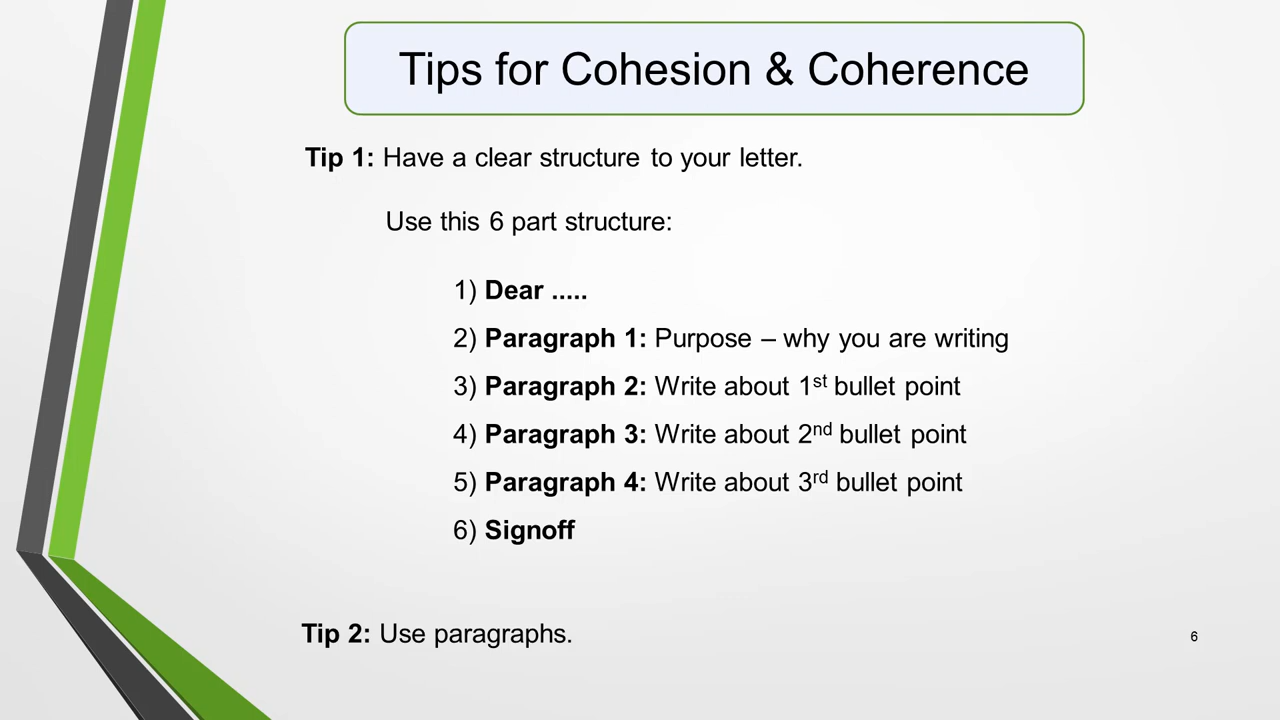 Tips for Cohesion & Coherence
Tip 1: Have a clear structure to your letter.
Use this 6 part structure:
1) Dear .....
2) Paragraph 1: Purpose – why you are writing
3) Paragraph 2: Write about 1st bullet point
4) Paragraph 3: Write about 2nd bullet point
5) Paragraph 4: Write about 3rd bullet point
6) Signoff
Tip 2: Use paragraphs.
6